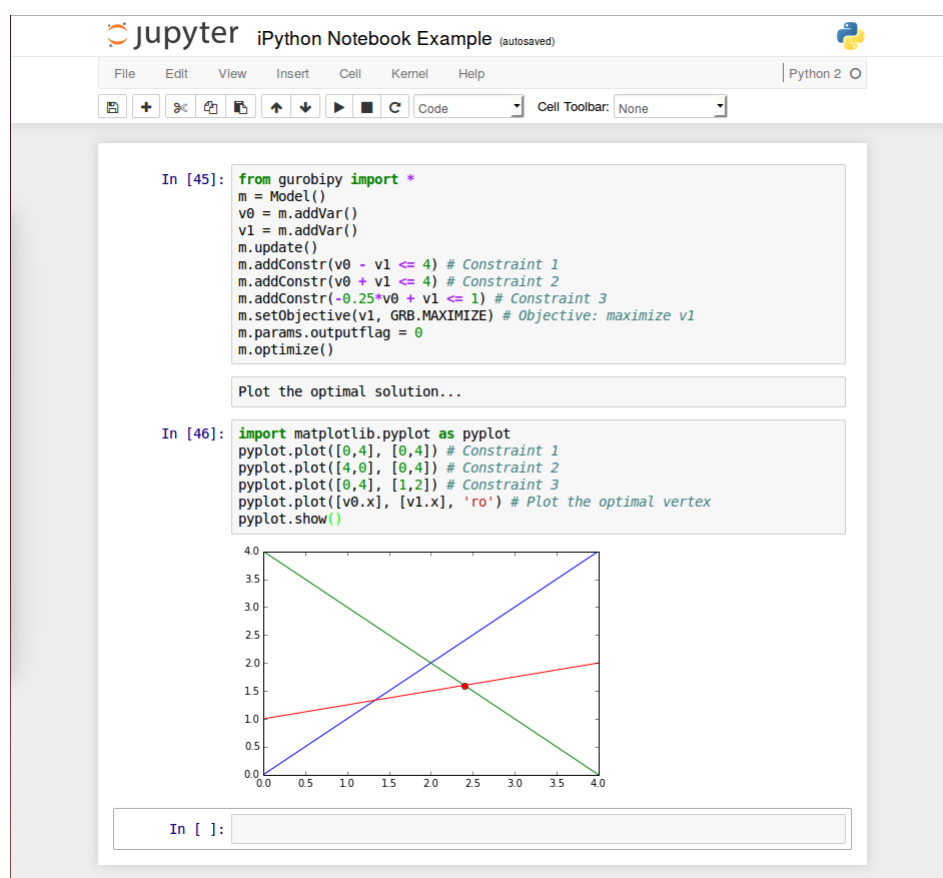 jupyter iPython Notebook Example (autosaved)
File Edit View Insert Cell Kernel Help Python 2
Code Cell Toolbar: None
In [45]: from gurobipy import *
m = Model()
v0 = m.addVar()
v1 = m.addVar()
m.update()
m.addConstr(v0 - v1 <= 4) # Constraint 1
m.addConstr(v0 + v1 <= 4) # Constraint 2
m.addConstr(-0.25*v0 + v1 <= 1) # Constraint 3
m.setObjective(v1, GRB.MAXIMIZE) # Objective: maximize v1
m.params.outputflag = 0
m.optimize()
Plot the optimal solution...
In [46]: import matplotlib.pyplot as pyplot
pyplot.plot([0,4], [0,4]) # Constraint 1
pyplot.plot([4,0], [0,4]) # Constraint 2
pyplot.plot([0,4], [1,2]) # Constraint 3
pyplot.plot([v0.x], [v1.x], 'ro') # Plot the optimal vertex
pyplot.show()
4.0
3.5
3.0
2.5
2.0
1.5
1.0
0.5
0.0
0.0 0.5 1.0 1.5 2.0 2.5 3.0 3.5 4.0
In [ ]: